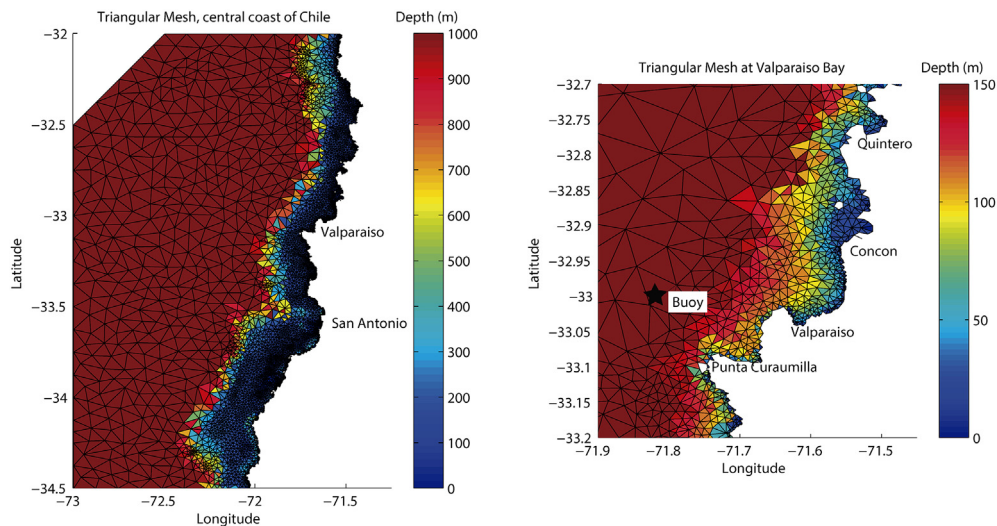 Triangular Mesh, central coast of Chile
Depth (m)
−32
−32.5
−33
−33.5
−34
−34.5
Latitude
−73
−72.5
−72
−71.5
Longitude
Valparaiso
San Antonio
1000
900
800
700
600
500
400
300
200
100
0
Triangular Mesh at Valparaiso Bay
Depth (m)
−32.7
−32.75
−32.8
−32.85
−32.9
−32.95
−33
−33.05
−33.1
−33.15
−33.2
Latitude
−71.9
−71.8
−71.7
−71.6
−71.5
Longitude
Quintero
Concon
Buoy
Valparaiso
Punta Curaumilla
150
100
50
0